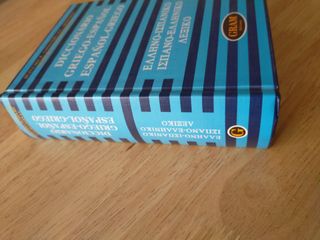 DICCIONARIO
GRIEGO-ESPAÑOL
ESPAÑOL-GRIEGO
ΕΛΛΗΝΟ-ΙΣΠΑΝΙΚΟ
ΙΣΠΑΝΟ-ΕΛΛΗΝΙΚΟ
ΛΕΞΙΚΟ
GRAM
DICCIONARIO
GRIEGO-ESPAÑOL
ESPAÑOL-GRIEGO
ΕΛΛΗΝΟ-ΙΣΠΑΝΙΚΟ
ΙΣΠΑΝΟ-ΕΛΛΗΝΙΚΟ
ΛΕΞΙΚΟ
G